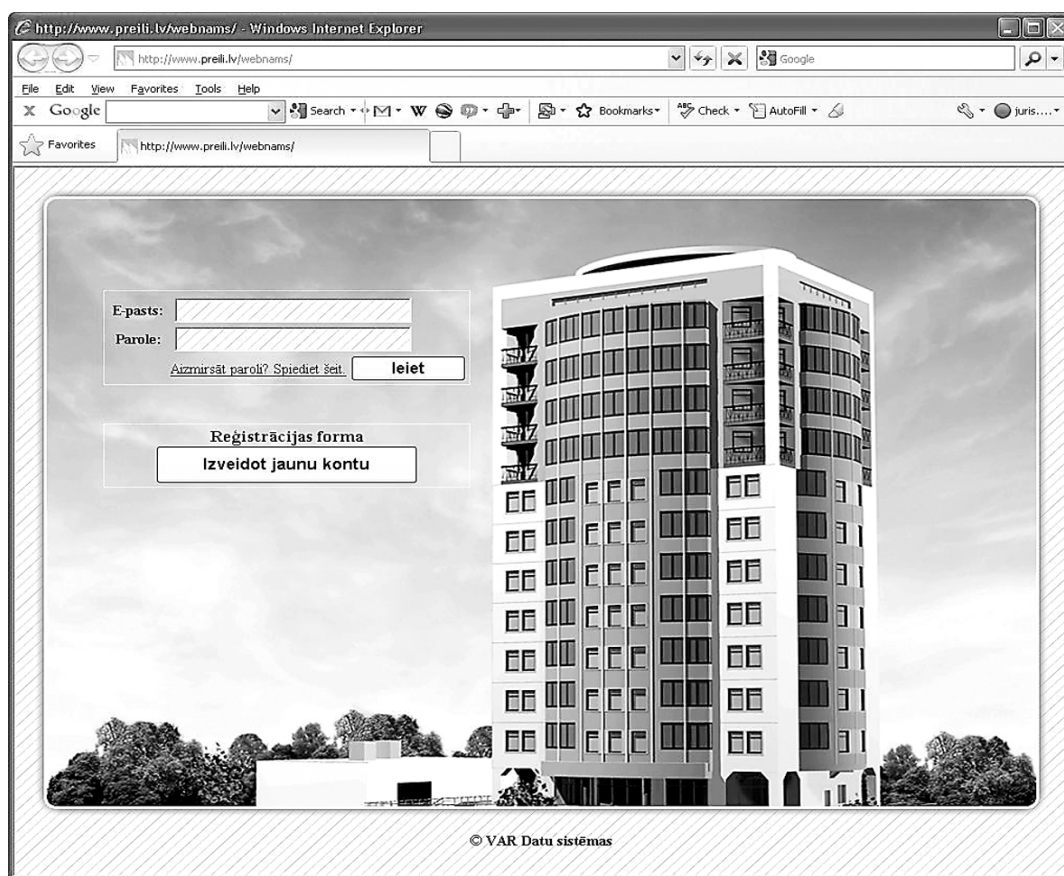 http://www.preili.lv/webnams/ - Windows Internet Explorer
http://www.preili.lv/webnams/
Google
File Edit View Favorites Tools Help
X Google Search M W Bookmarks ABC Check AutoFill juris....
Favorites http://www.preili.lv/webnams/
E-pasts:
Parole:
Aizmirsāt paroli? Spiediet šeit. Ieiet
Reģistrācijas forma
Izveidot jaunu kontu
© VAR Datu sistēmas